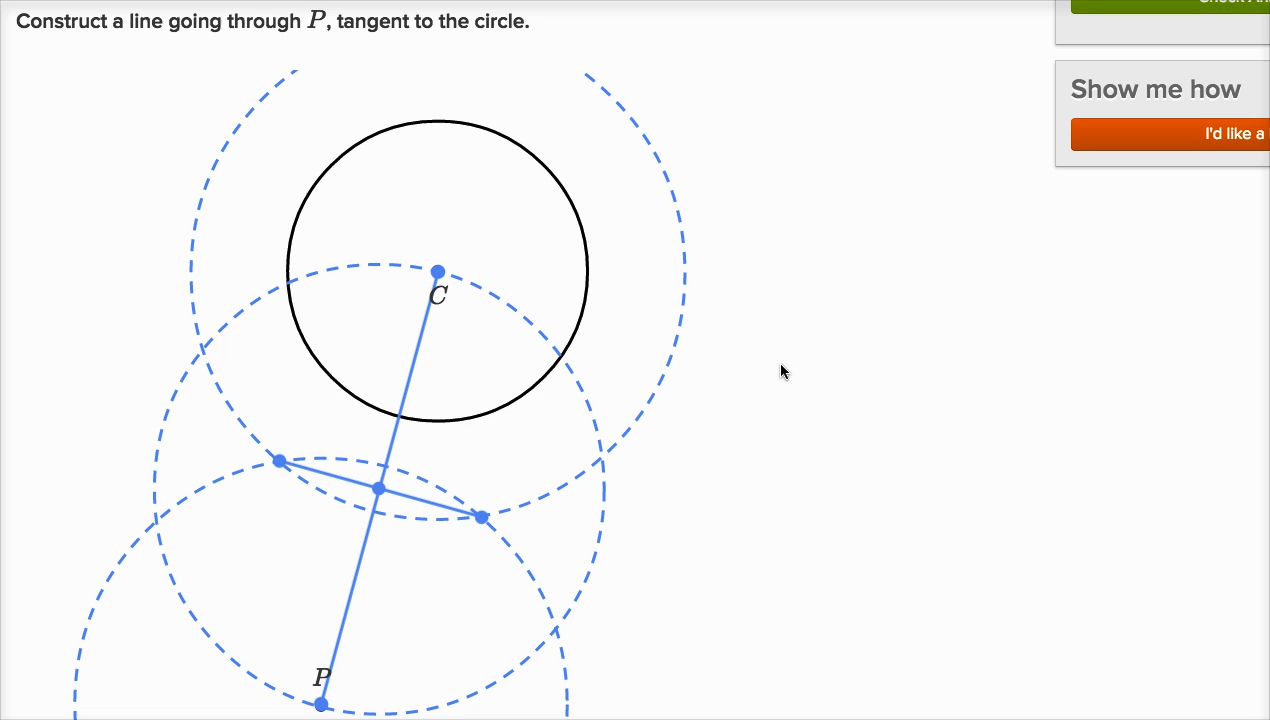 Construct a line going through P, tangent to the circle.
Show me how
I'd like a
C
P